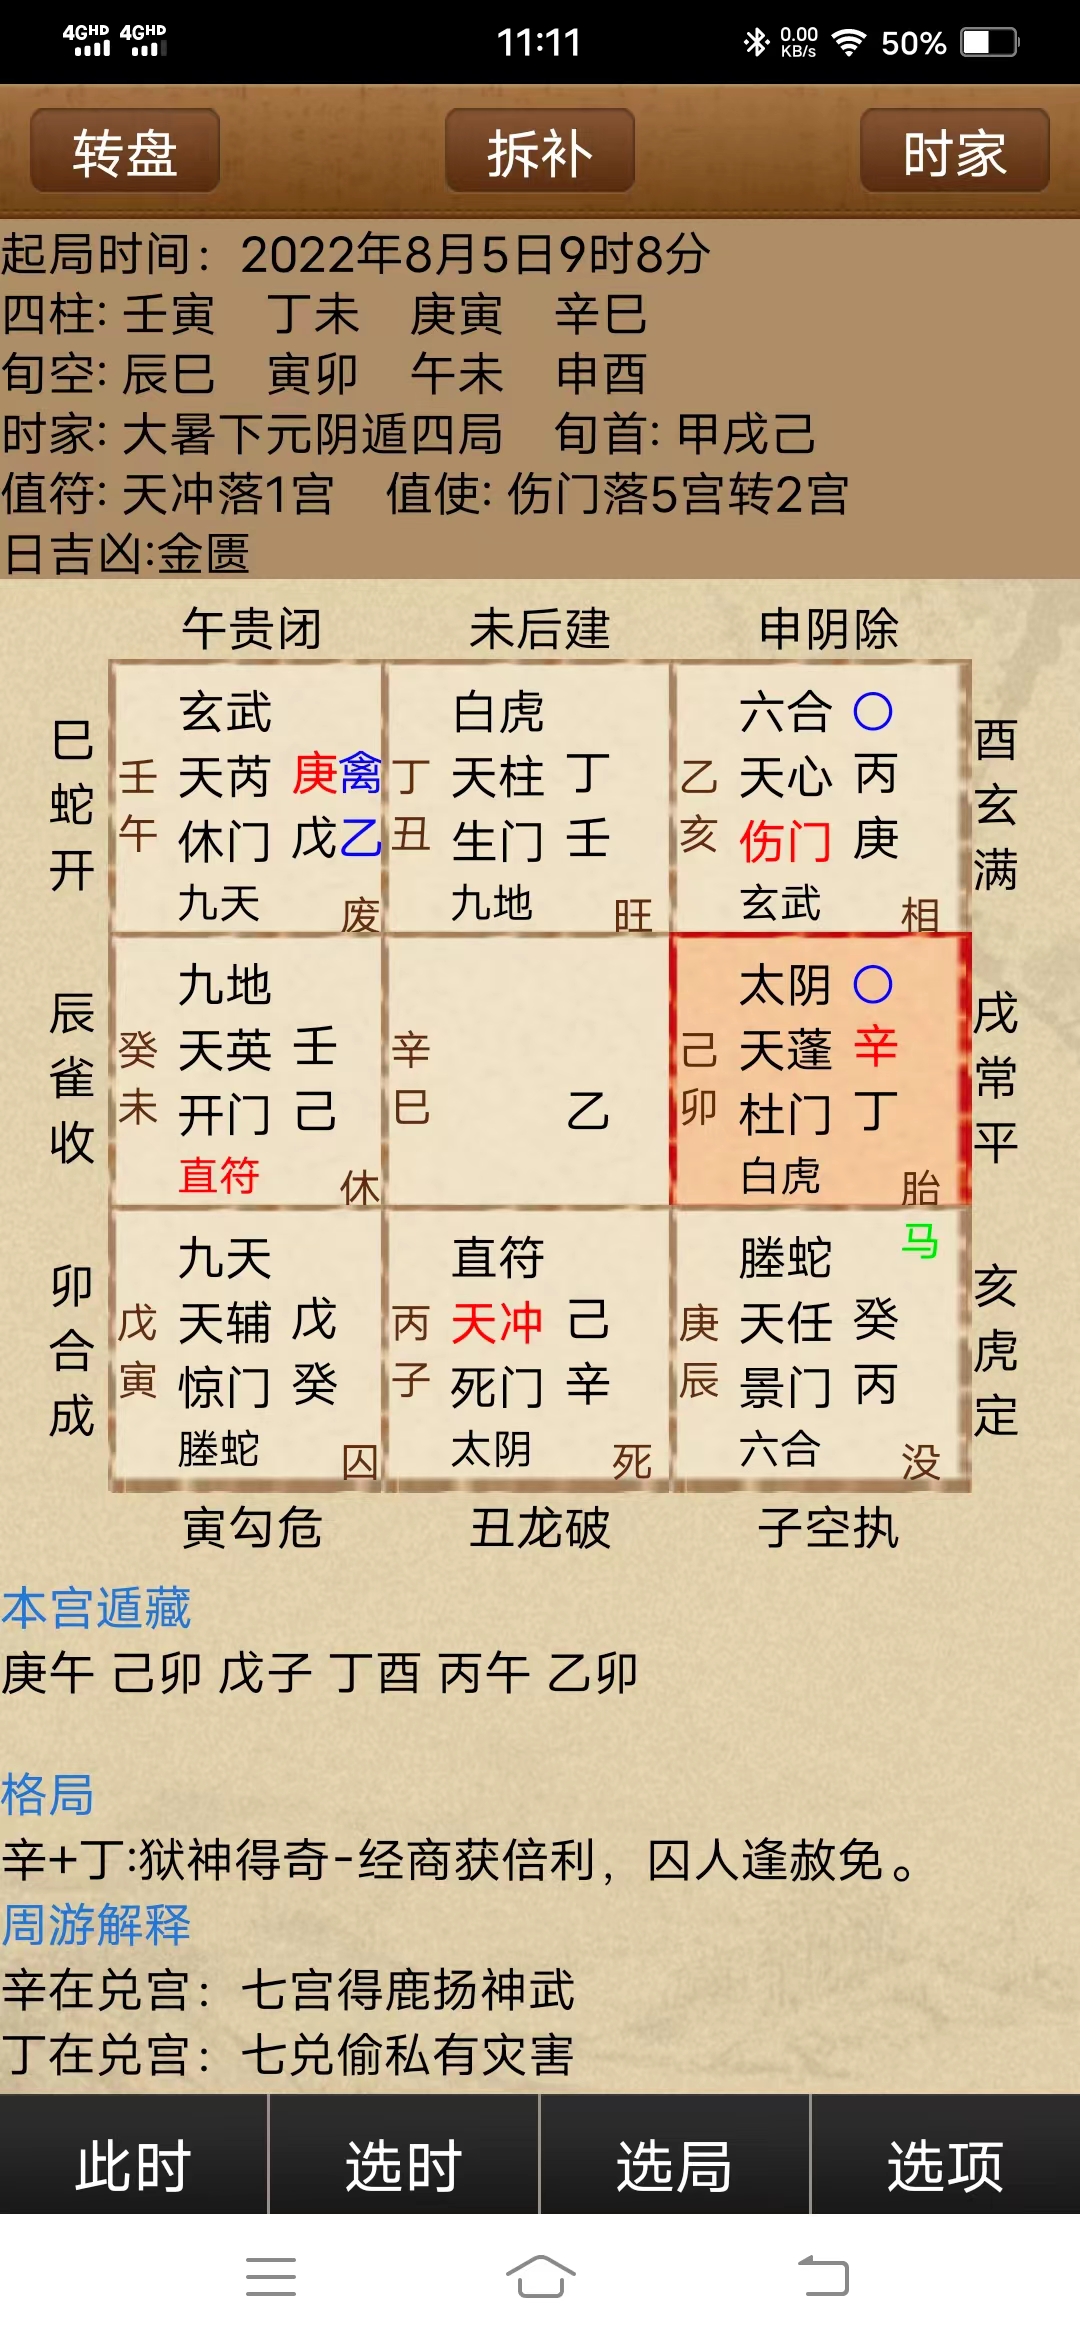 4GHD 4GHD 11:11 0.00 KB/s 50%
转盘 拆补 时家
起局时间：2022年8月5日9时8分
四柱: 壬寅 丁未 庚寅 辛巳
旬空: 辰巳 寅卯 午未 申酉
时家: 大暑下元阴遁四局 旬首: 甲戌己
值符: 天冲落1宫 值使: 伤门落5宫转2宫
日吉凶:金匮
午贵闭 未后建 申阴除
巳蛇开
玄武
壬午 天芮 庚禽
休门 戊乙
九天 废
白虎
丁丑 天柱 丁
生门 壬
九地 旺
六合 〇
乙亥 天心 丙
伤门 庚
玄武 相
酉玄满
辰雀收
九地
癸未 天英 壬
开门 己
直符 休
辛巳 乙
太阴 〇
己卯 天蓬 辛
杜门 丁
白虎 胎
戌常平
卯合成
九天
戊寅 天辅 戊
惊门 癸
螣蛇 囚
直符
丙子 天冲 己
死门 辛
太阴 死
螣蛇 马
庚辰 天任 癸
景门 丙
六合 没
亥虎定
寅勾危 丑龙破 子空执
本宫遁藏
庚午 己卯 戊子 丁酉 丙午 乙卯
格局
辛+丁:狱神得奇-经商获倍利，囚人逢赦免。
周游解释
辛在兑宫：七宫得鹿扬神武
丁在兑宫：七兑偷私有灾害
此时 选时 选局 选项